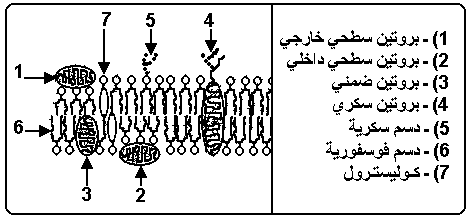 7 5 4
1
6
3 2
1) - بروتين سطحي خارجي
2) - بروتين سطحي داخلي
3) - بروتين ضمني
4) - بروتين سكري
5) - دسم سكرية
6) - دسم فوسفورية
7) - كوليسترول